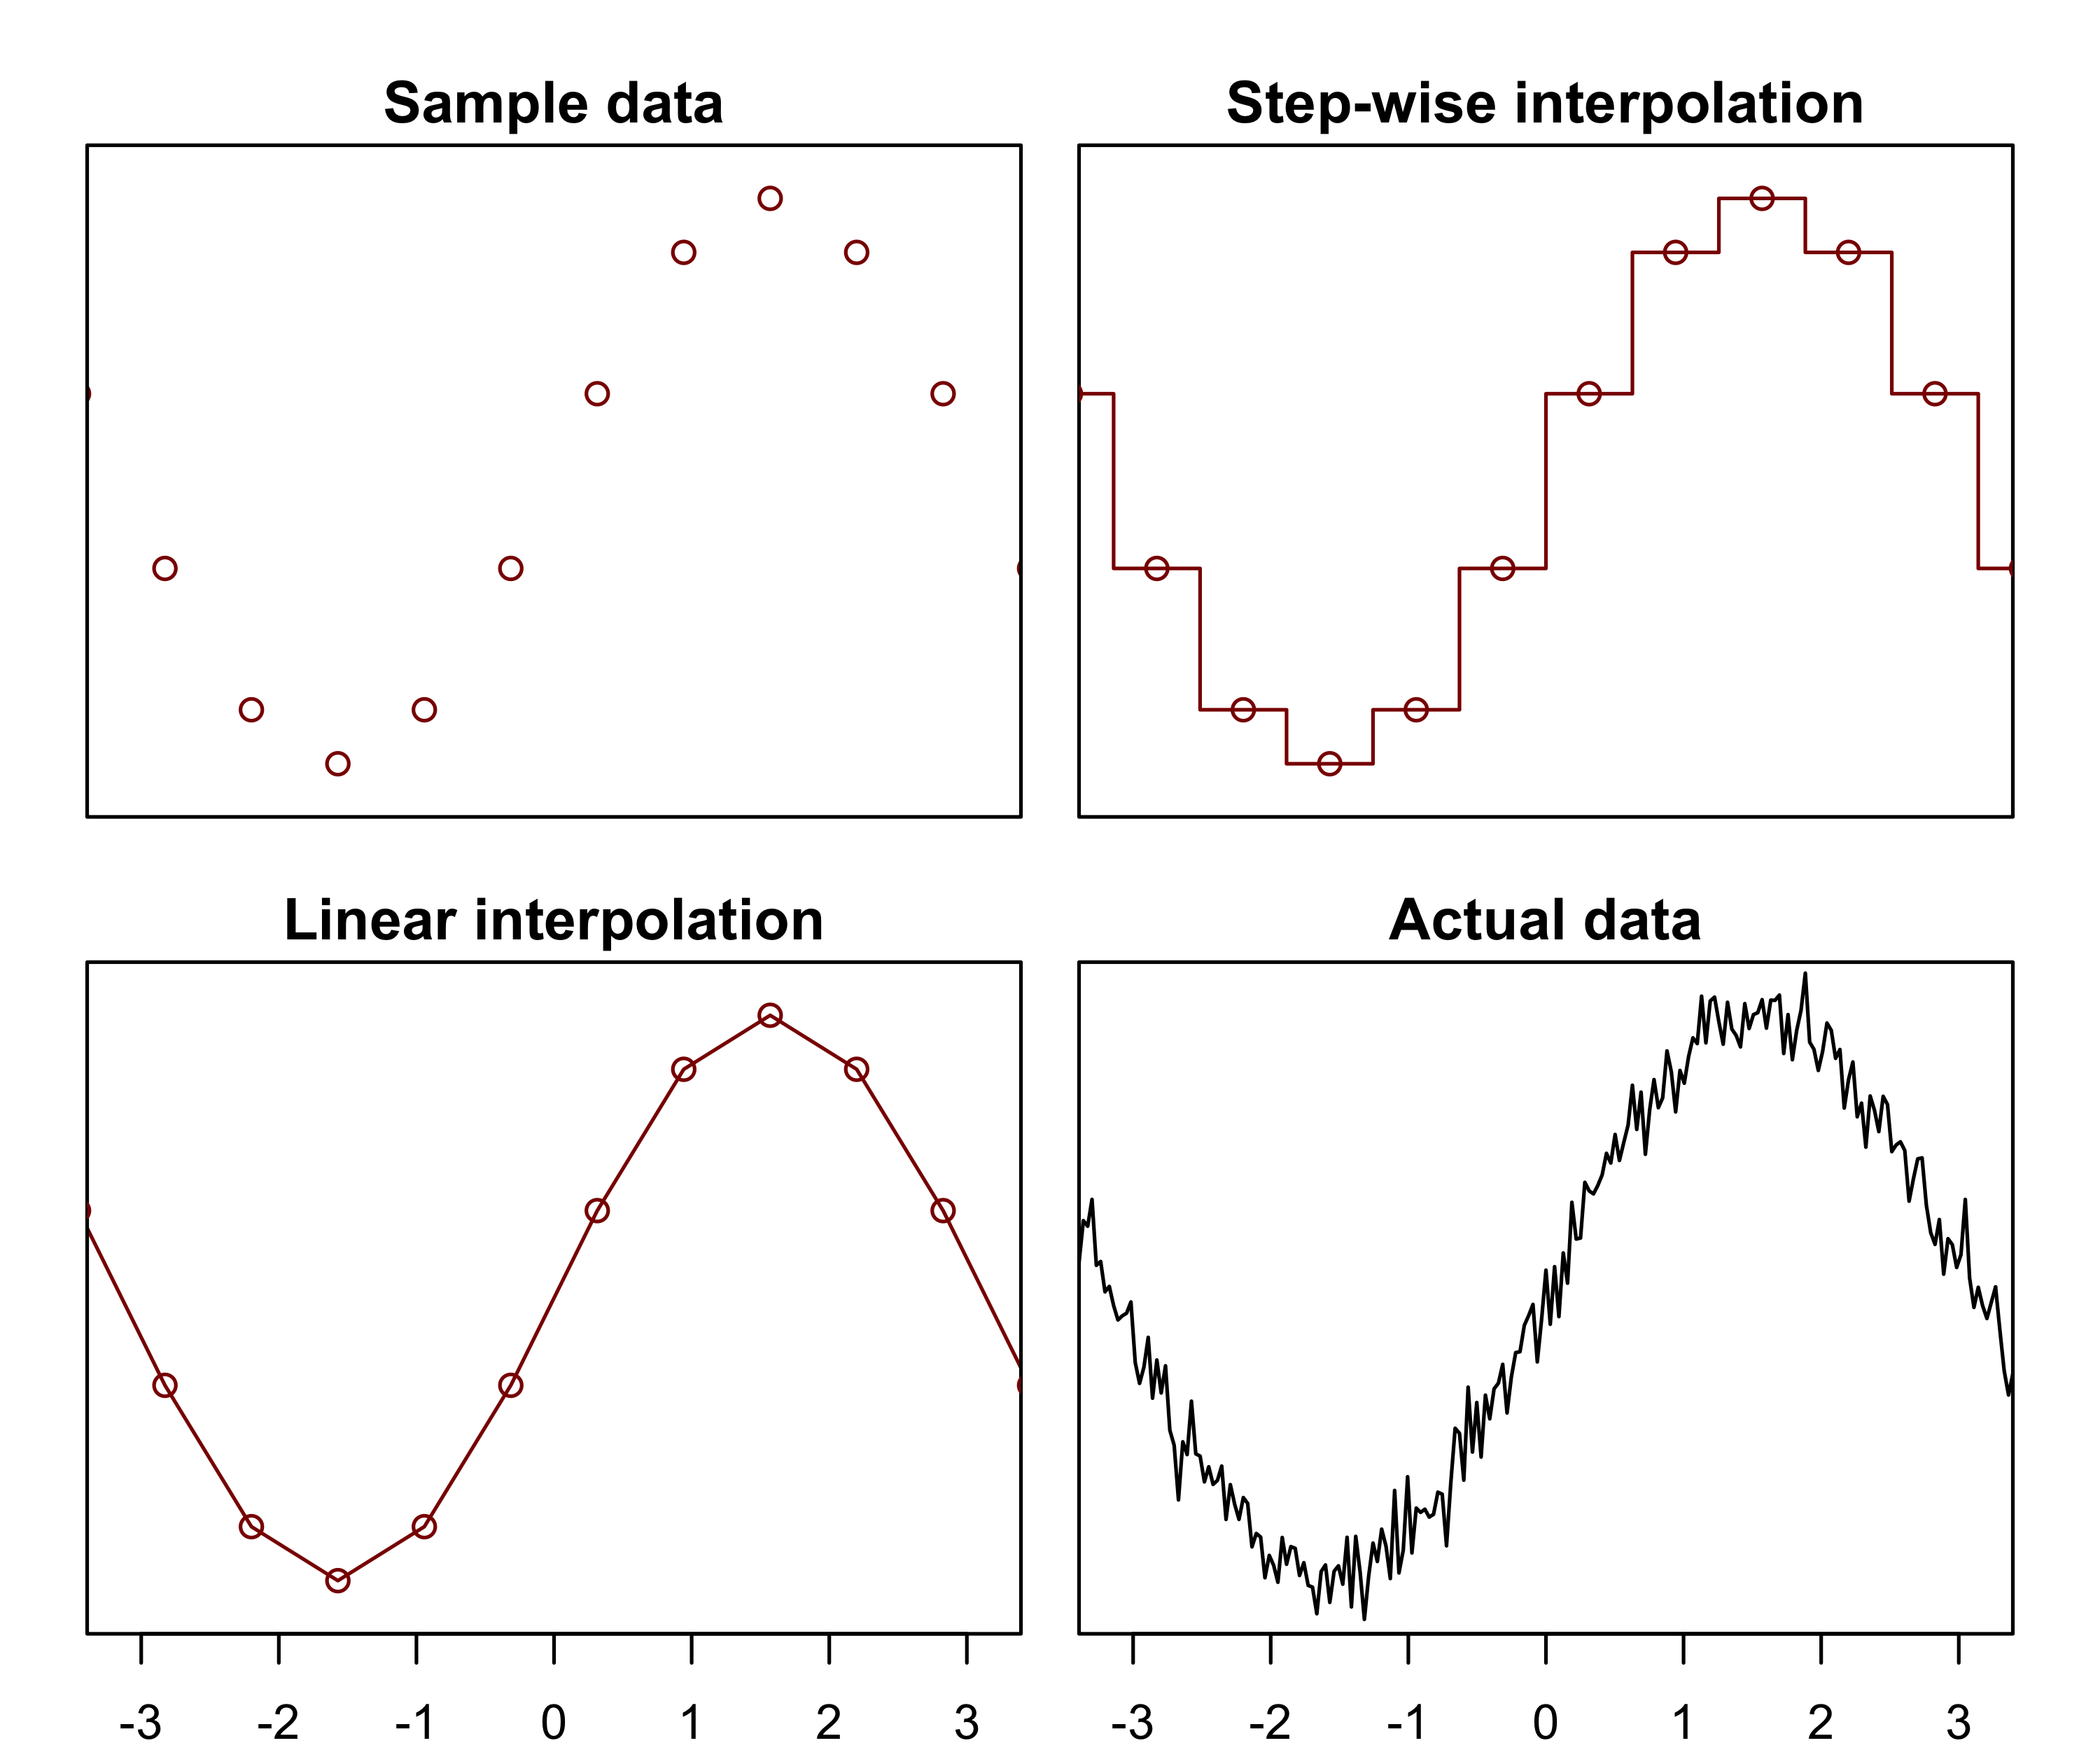 Sample data
Step-wise interpolation
Linear interpolation
Actual data
-3 -2 -1 0 1 2 3
-3 -2 -1 0 1 2 3